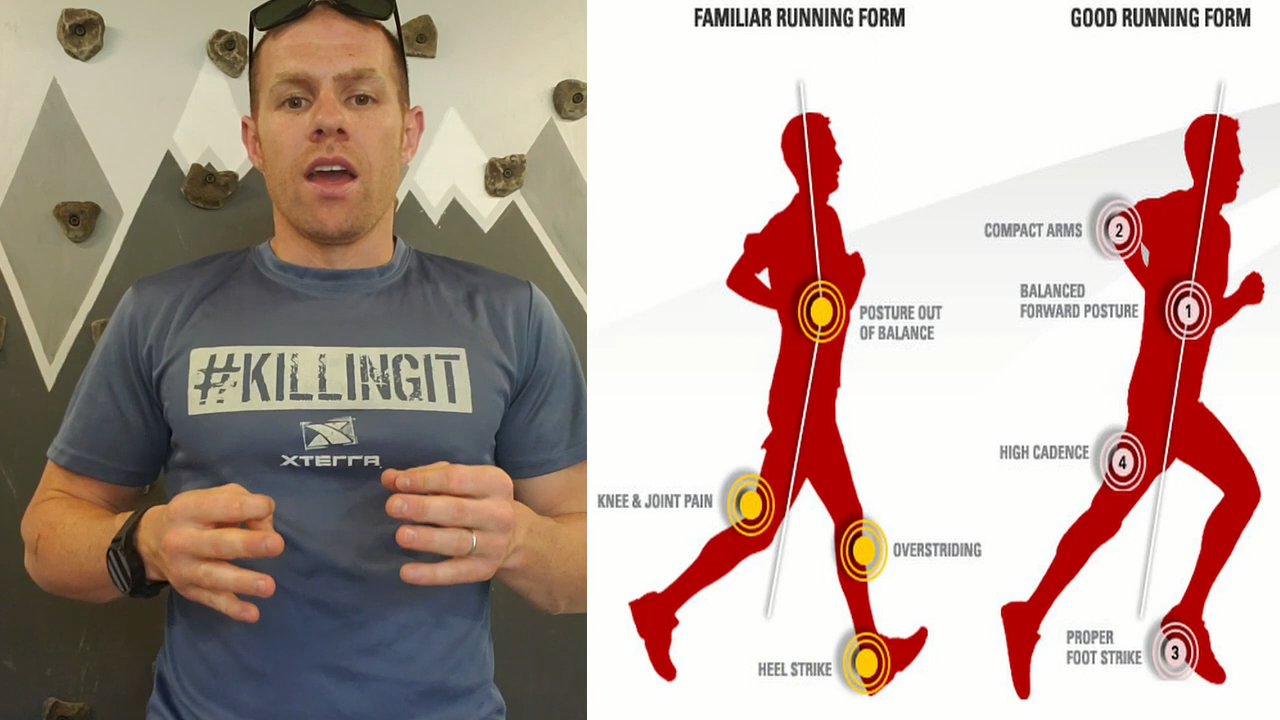 #KILLINGIT
XTERRA
FAMILIAR RUNNING FORM
POSTURE OUT
OF BALANCE
KNEE & JOINT PAIN
OVERSTRIDING
HEEL STRIKE
GOOD RUNNING FORM
COMPACT ARMS
2
BALANCED
FORWARD POSTURE
1
HIGH CADENCE
4
PROPER
FOOT STRIKE
3